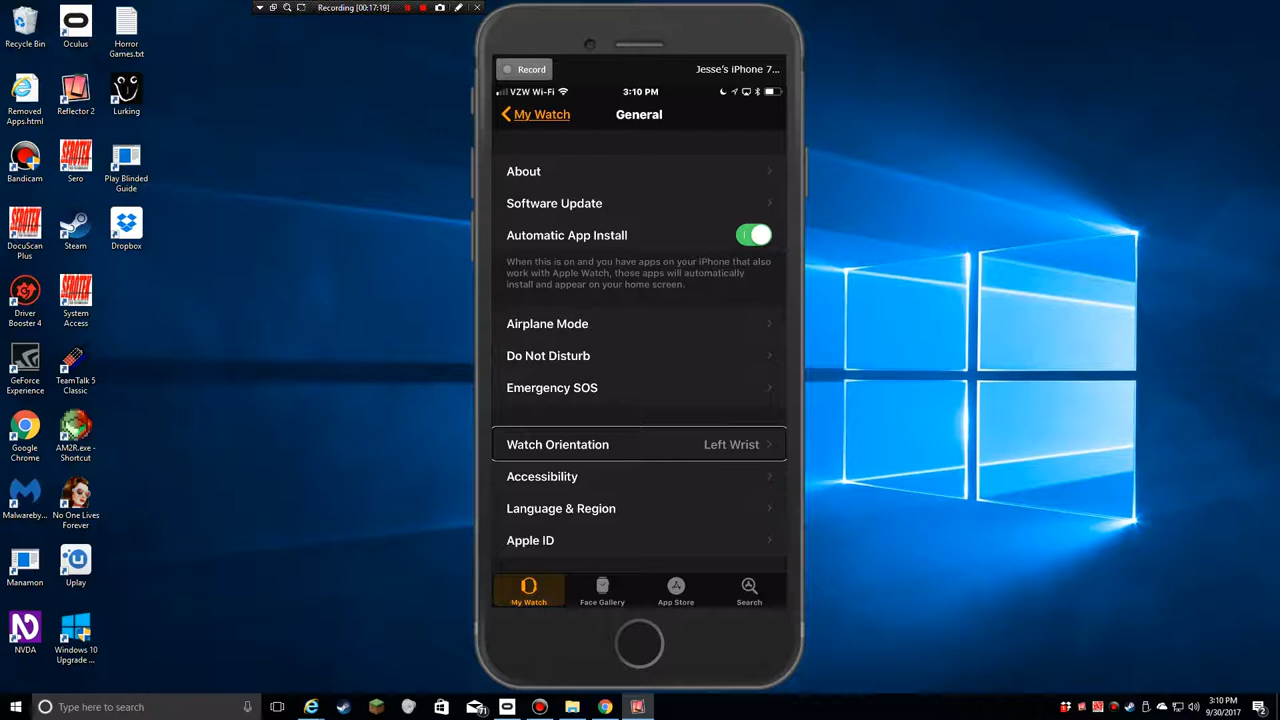 Recording [00:17:19]
Recycle Bin
Oculus
Horror
Games.txt
Removed
Apps.html
Reflector 2
Lurking
Bandicam
SEROTEK
Sero
Play Blinded
Guide
SEROTEK
DocuScan
Plus
Steam
Dropbox
Driver
Booster 4
SEROTEK
System
Access
GeForce
Experience
TeamTalk 5
Classic
Google
Chrome
AM2R.exe -
Shortcut
Malwareby...
No One Lives
Forever
Manamon
Uplay
NVDA
Windows 10
Upgrade ...
Record
Jesse's iPhone 7...
VZW Wi-Fi
3:10 PM
My Watch
General
About
Software Update
Automatic App Install
When this is on and you have apps on your iPhone that also
work with Apple Watch, those apps will automatically
install and appear on your home screen.
Airplane Mode
Do Not Disturb
Emergency SOS
Watch Orientation Left Wrist
Accessibility
Language & Region
Apple ID
My Watch
Face Gallery
App Store
Search
Type here to search
71
3:10 PM
9/30/2017
2